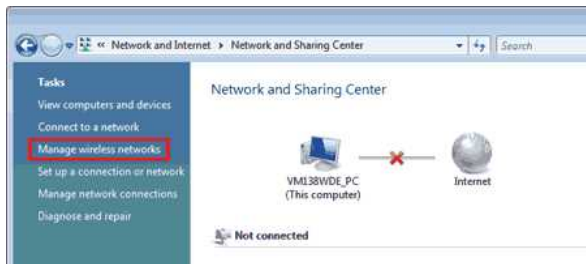 « Network and Internet ▸ Network and Sharing Center
Search
Tasks
View computers and devices
Connect to a network
Manage wireless networks
Set up a connection or network
Manage network connections
Diagnose and repair
Network and Sharing Center
VM138WDE_PC
(This computer)
Internet
Not connected